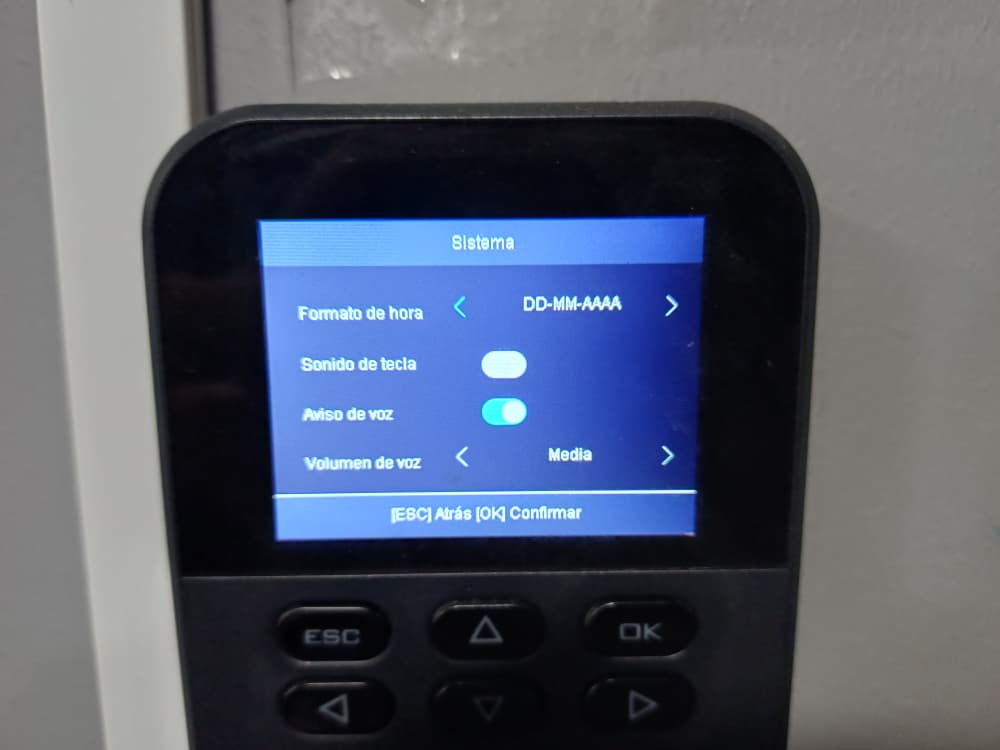 Sistema
Formato de hora < DD-MM-AAAA >
Sonido de tecla
Aviso de voz
Volumen de voz < Media >
[ESC] Atrás [OK] Confirmar
ESC OK